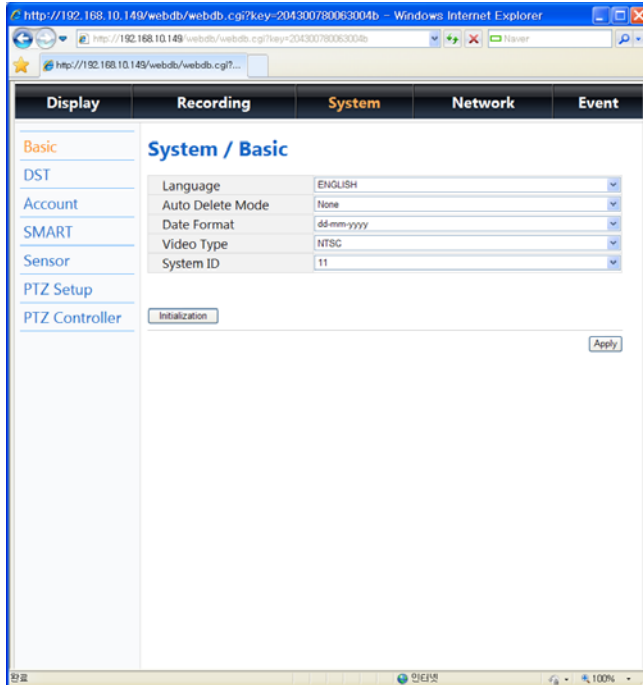 http://192.168.10.149/webdb/webdb.cgi?key=204300780063004b - Windows Internet Explorer
http://192.168.10.149/webdb/webdb.cgi?key=204300780063004b
Naver
http://192.168.10.149/webdb/webdb.cgi?...
Display Recording System Network Event
Basic
DST
Account
SMART
Sensor
PTZ Setup
PTZ Controller
System / Basic
Language ENGLISH
Auto Delete Mode None
Date Format dd-mm-yyyy
Video Type NTSC
System ID 11
Initialization
Apply
완료 인터넷 100%